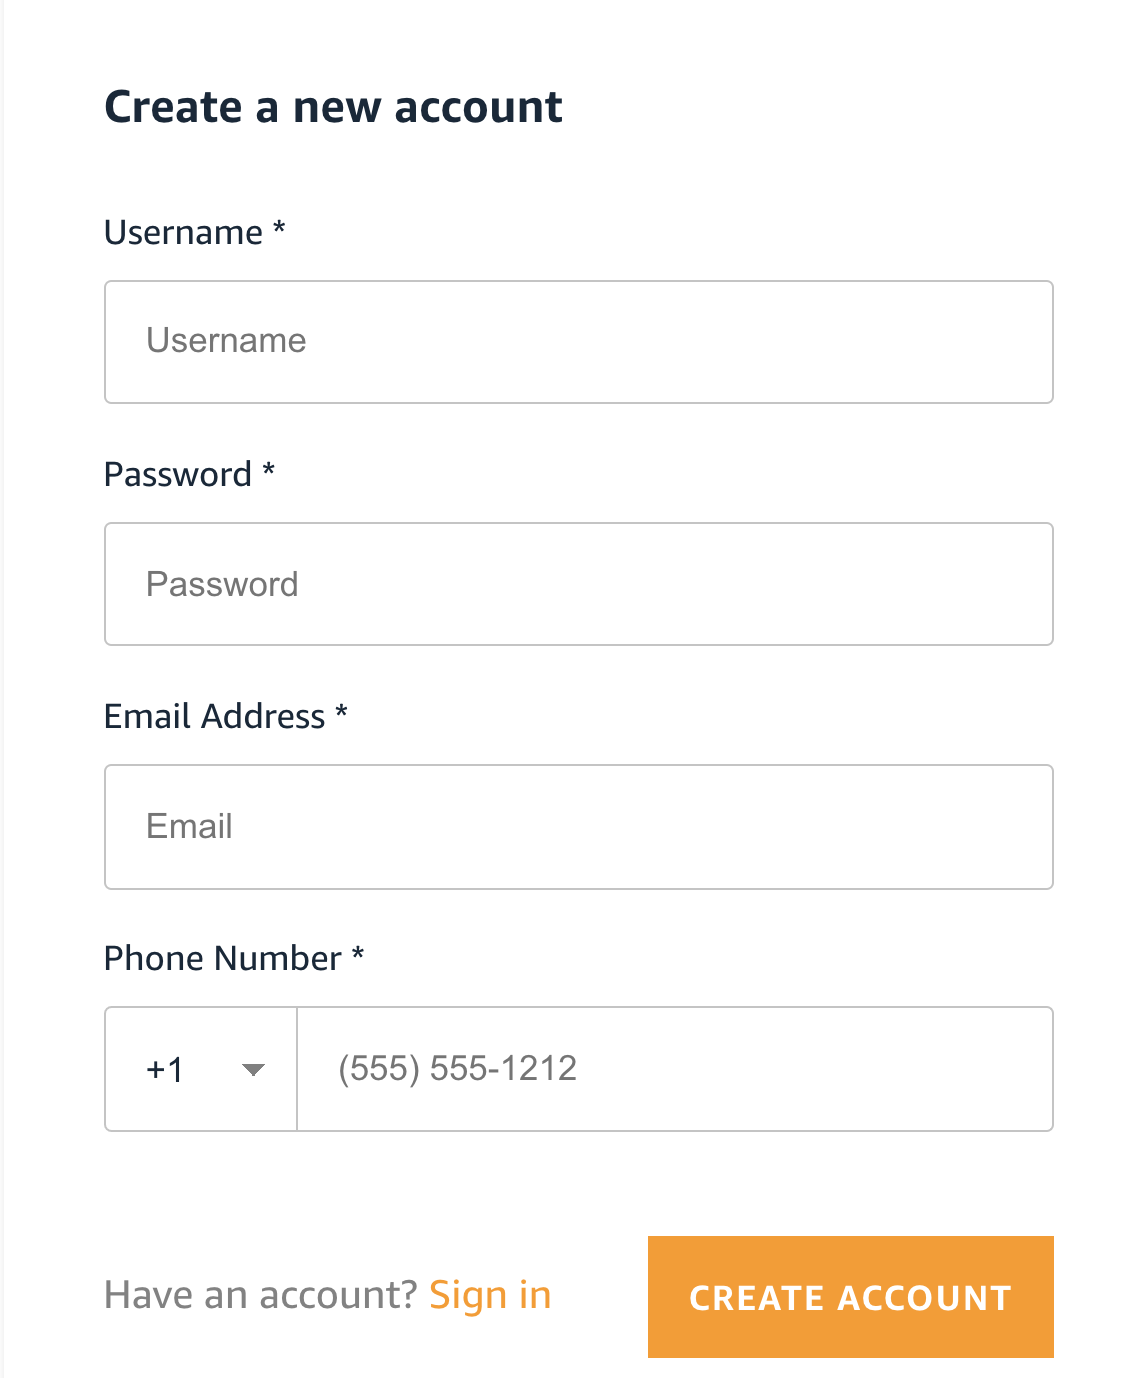 Create a new account
Username *
Username
Password *
Password
Email Address *
Email
Phone Number *
+1 (555) 555-1212
Have an account? Sign in CREATE ACCOUNT